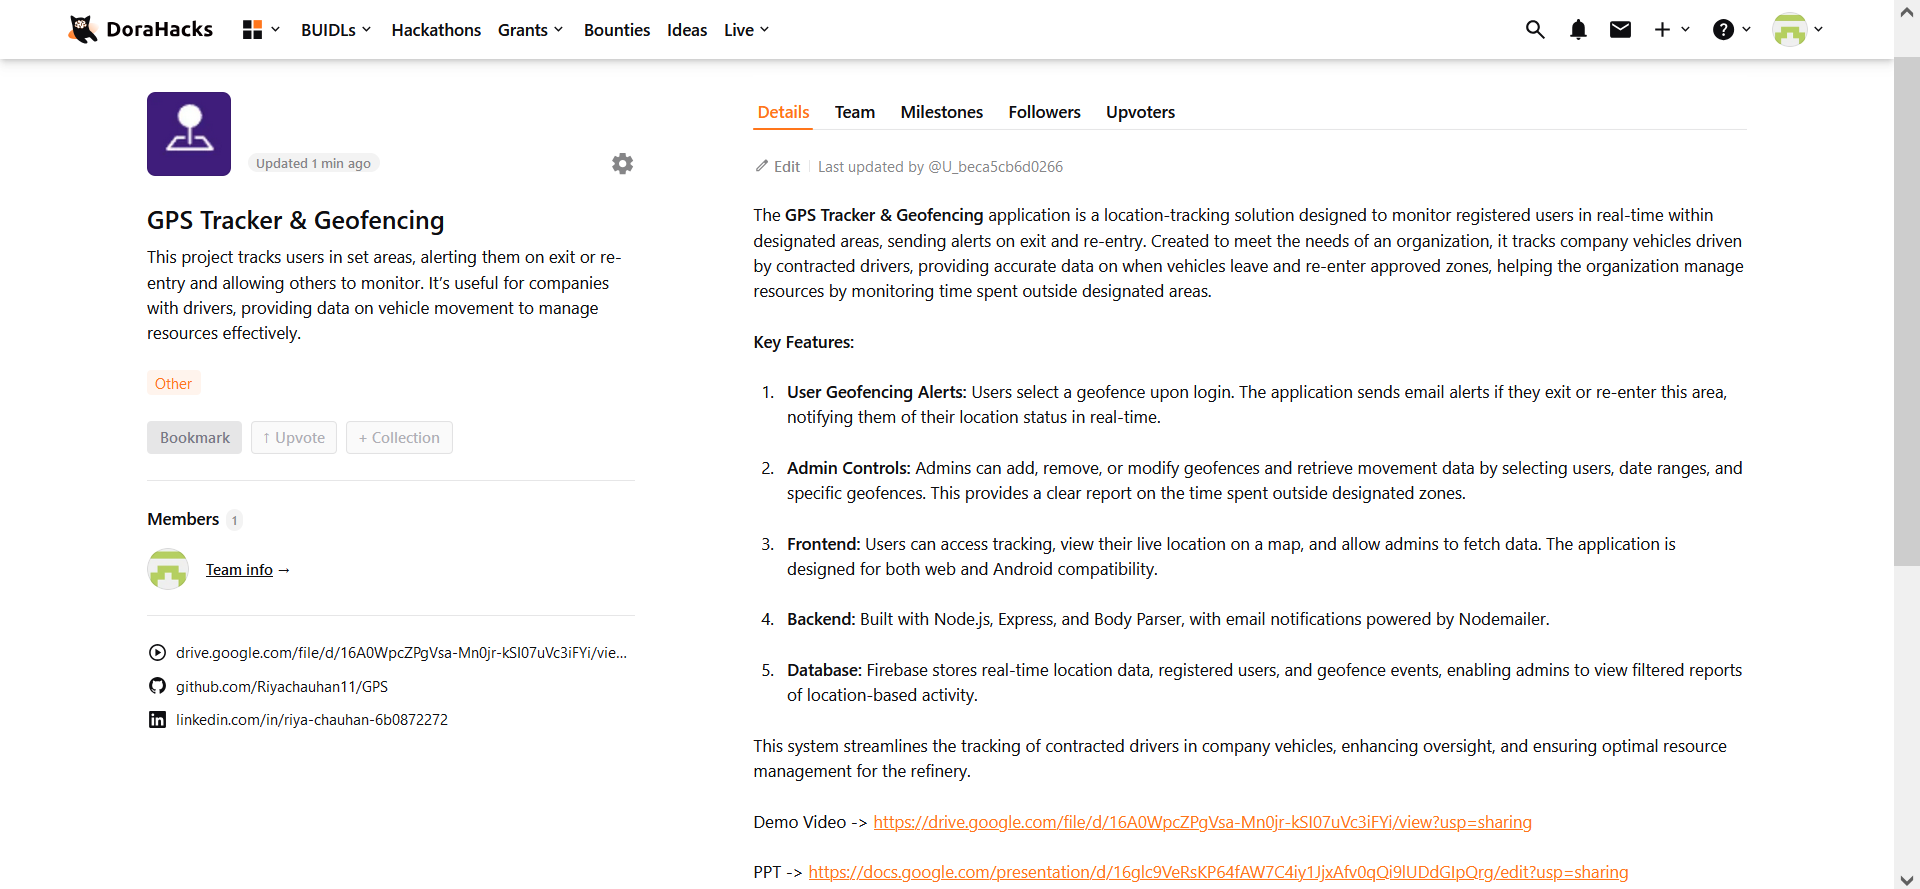 DoraHacks BUIDLs Hackathons Grants Bounties Ideas Live
Updated 1 min ago
GPS Tracker & Geofencing
This project tracks users in set areas, alerting them on exit or re-
entry and allowing others to monitor. It’s useful for companies
with drivers, providing data on vehicle movement to manage
resources effectively.
Other
Bookmark ↑ Upvote + Collection
Members 1
Team info →
drive.google.com/file/d/16A0WpcZPgVsa-Mn0jr-kSI07uVc3iFYi/vie...
github.com/Riyachauhan11/GPS
linkedin.com/in/riya-chauhan-6b0872272
Details Team Milestones Followers Upvoters
Edit Last updated by @U_beca5cb6d0266
The GPS Tracker & Geofencing application is a location-tracking solution designed to monitor registered users in real-time within
designated areas, sending alerts on exit and re-entry. Created to meet the needs of an organization, it tracks company vehicles driven
by contracted drivers, providing accurate data on when vehicles leave and re-enter approved zones, helping the organization manage
resources by monitoring time spent outside designated areas.
Key Features:
1. User Geofencing Alerts: Users select a geofence upon login. The application sends email alerts if they exit or re-enter this area,
notifying them of their location status in real-time.
2. Admin Controls: Admins can add, remove, or modify geofences and retrieve movement data by selecting users, date ranges, and
specific geofences. This provides a clear report on the time spent outside designated zones.
3. Frontend: Users can access tracking, view their live location on a map, and allow admins to fetch data. The application is
designed for both web and Android compatibility.
4. Backend: Built with Node.js, Express, and Body Parser, with email notifications powered by Nodemailer.
5. Database: Firebase stores real-time location data, registered users, and geofence events, enabling admins to view filtered reports
of location-based activity.
This system streamlines the tracking of contracted drivers in company vehicles, enhancing oversight, and ensuring optimal resource
management for the refinery.
Demo Video -> https://drive.google.com/file/d/16A0WpcZPgVsa-Mn0jr-kSI07uVc3iFYi/view?usp=sharing
PPT -> https://docs.google.com/presentation/d/16glc9VeRsKP64fAW7C4iy1JjxAfv0qQi9lUDdGIpQrg/edit?usp=sharing